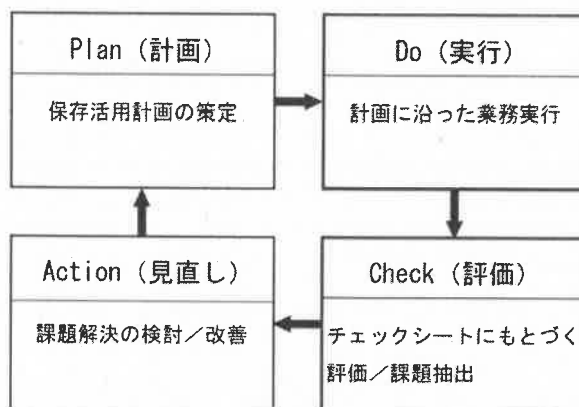 Plan（計画）
保存活用計画の策定
Do（実行）
計画に沿った業務実行
Action（見直し）
課題解決の検討／改善
Check（評価）
チェックシートにもとづく
評価／課題抽出